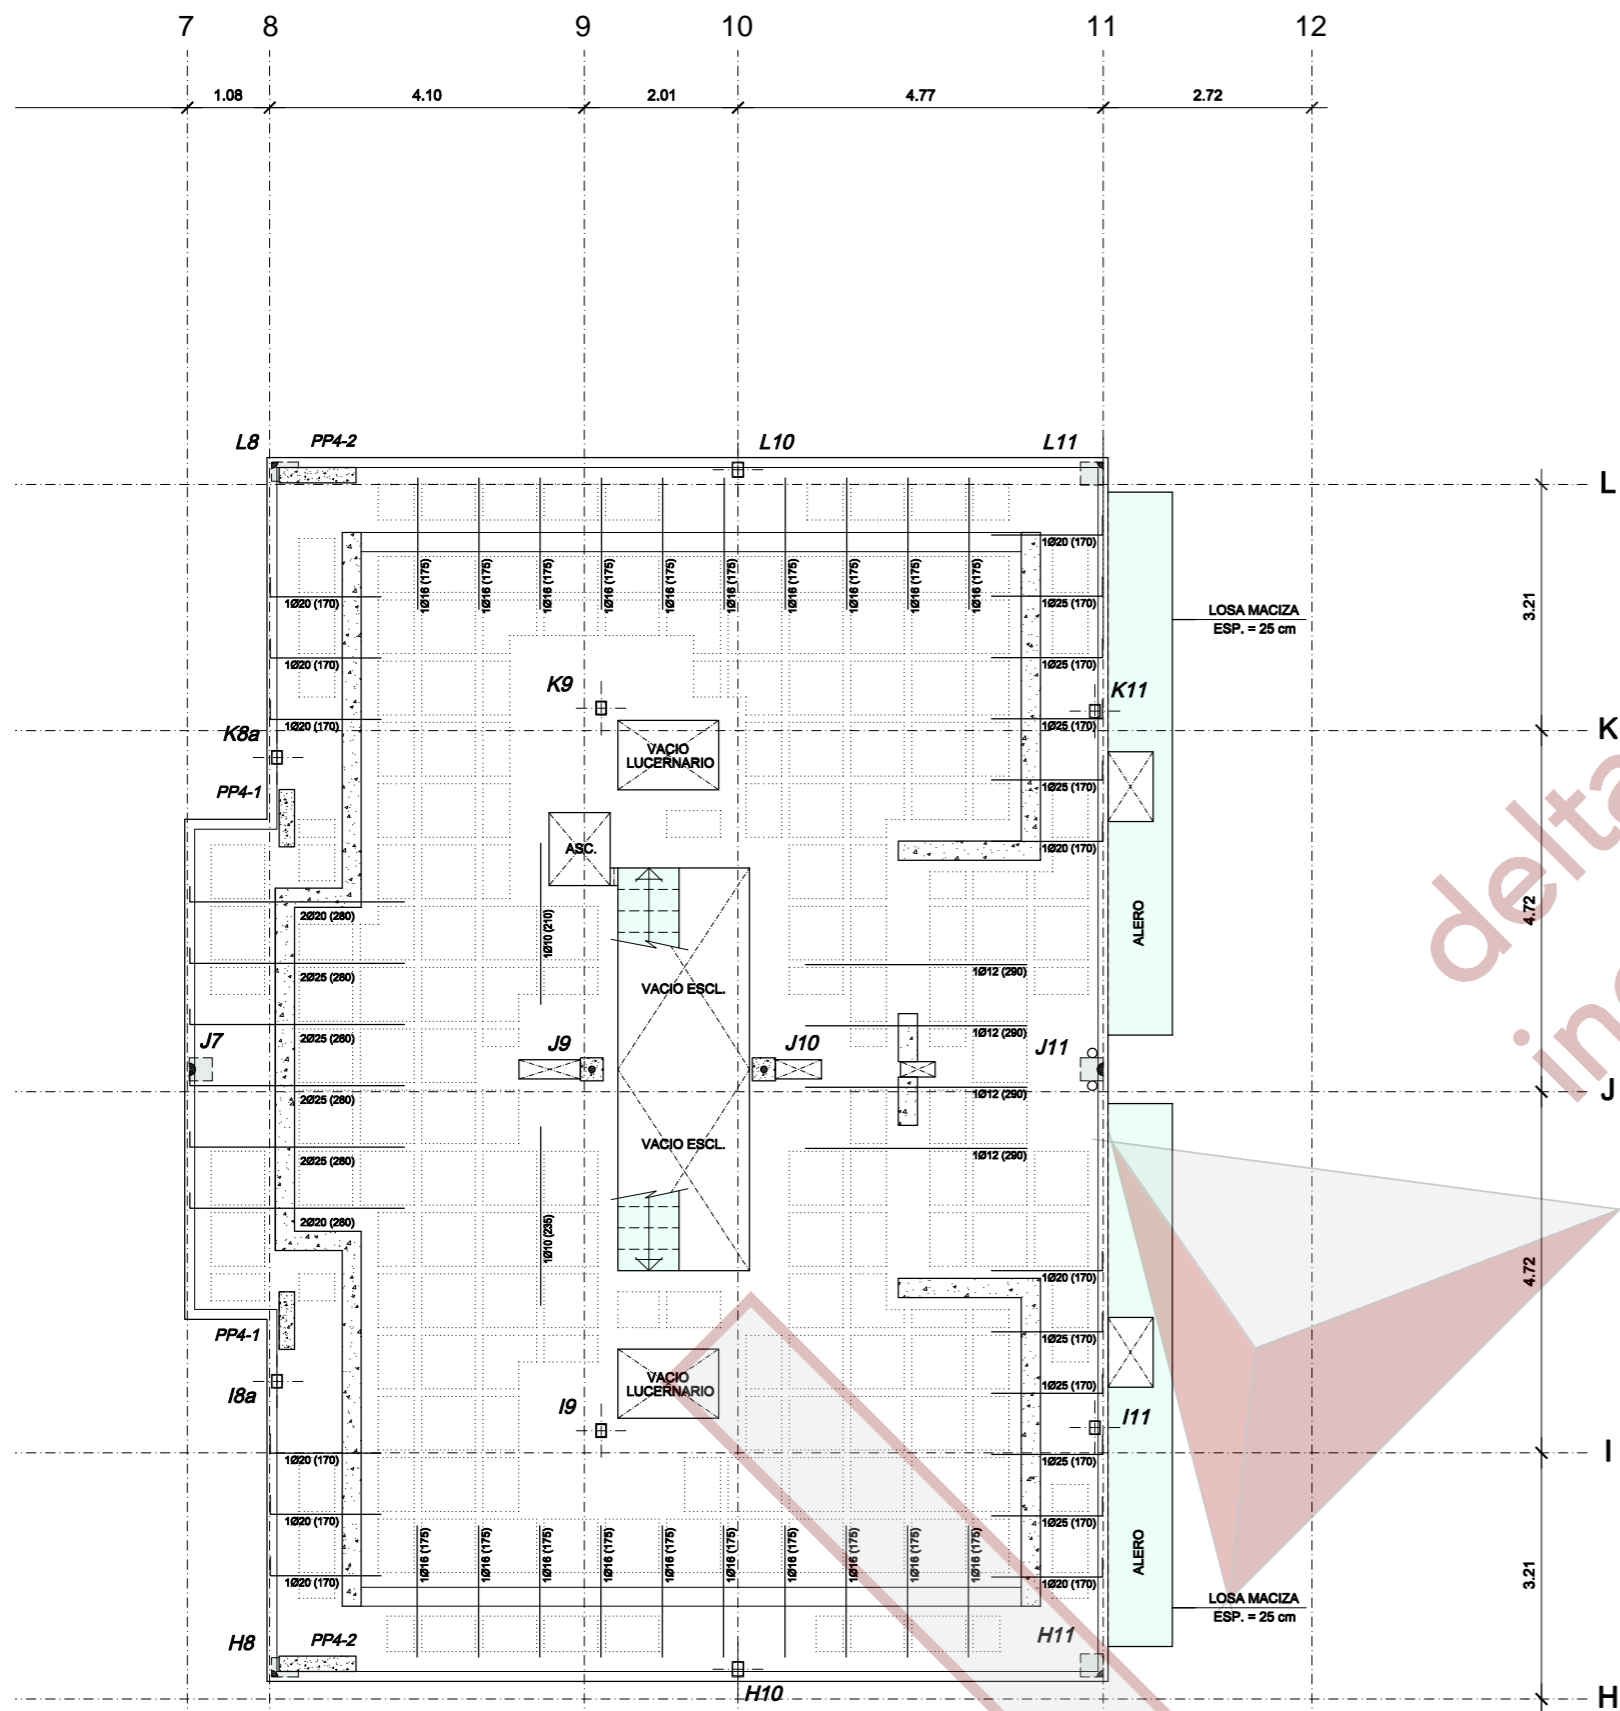 7 8 9 10 11 12
1.08 4.10 2.01 4.77 2.72
L8 PP4-2 L10 L11
L
1Ø20 (170)
1Ø16 (175) 1Ø16 (175) 1Ø16 (175) 1Ø16 (175) 1Ø16 (175) 1Ø16 (175) 1Ø16 (175) 1Ø16 (175) 1Ø16 (175) 1Ø16 (175)
1Ø20 (170) 1Ø25 (170)
LOSA MACIZA
ESP. = 25 cm
3.21
1Ø20 (170) 1Ø25 (170)
K9 K11
1Ø20 (170) 1Ø25 (170)
K8a
K
VACIO
LUCERNARIO
PP4-1
1Ø25 (170)
delta
ASC.
1Ø20 (170)
4.72
ALERO
2Ø20 (280)
1Ø10 (210)
2Ø25 (280)
1Ø12 (290)
VACIO ESCL.
2Ø25 (280)
1Ø12 (290)
J7 J9 J10 J11
2Ø25 (280)
1Ø12 (290)
J
VACIO ESCL.
2Ø25 (280)
1Ø12 (290)
2Ø20 (280)
1Ø10 (235)
1Ø20 (170)
4.72
PP4-1
1Ø25 (170)
VACIO
LUCERNARIO
I8a I9 I11
1Ø25 (170)
I
1Ø20 (170) 1Ø25 (170)
1Ø20 (170) 1Ø25 (170)
ALERO
1Ø16 (175) 1Ø16 (175) 1Ø16 (175) 1Ø16 (175) 1Ø16 (175) 1Ø16 (175) 1Ø16 (175) 1Ø16 (175) 1Ø16 (175) 1Ø16 (175)
3.21
1Ø20 (170) 1Ø20 (170)
LOSA MACIZA
ESP. = 25 cm
H8 PP4-2 H11
H10
H